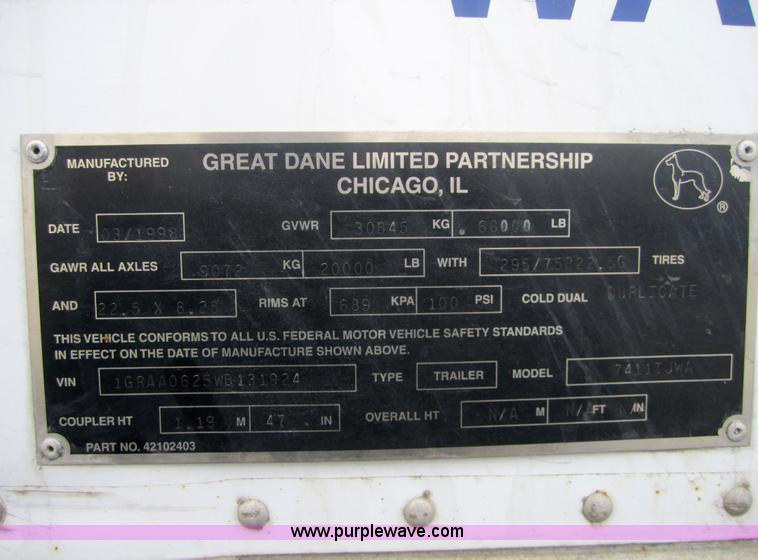 WA
MANUFACTURED BY: GREAT DANE LIMITED PARTNERSHIP
CHICAGO, IL
®
DATE 03/1998 GVWR 30845 KG 68000 LB
GAWR ALL AXLES 9072 KG 20000 LB WITH 295/75R22.5G TIRES
AND 22.5 X 8.25 RIMS AT 689 KPA 100 PSI COLD DUAL DUPLICATE
THIS VEHICLE CONFORMS TO ALL U.S. FEDERAL MOTOR VEHICLE SAFETY STANDARDS
IN EFFECT ON THE DATE OF MANUFACTURE SHOWN ABOVE.
VIN 1GRAA0625WB131924 TYPE TRAILER MODEL 7411TJWA
COUPLER HT 1.19 M 47 IN OVERALL HT N/A M N/A FT IN
PART NO. 42102403
www.purplewave.com